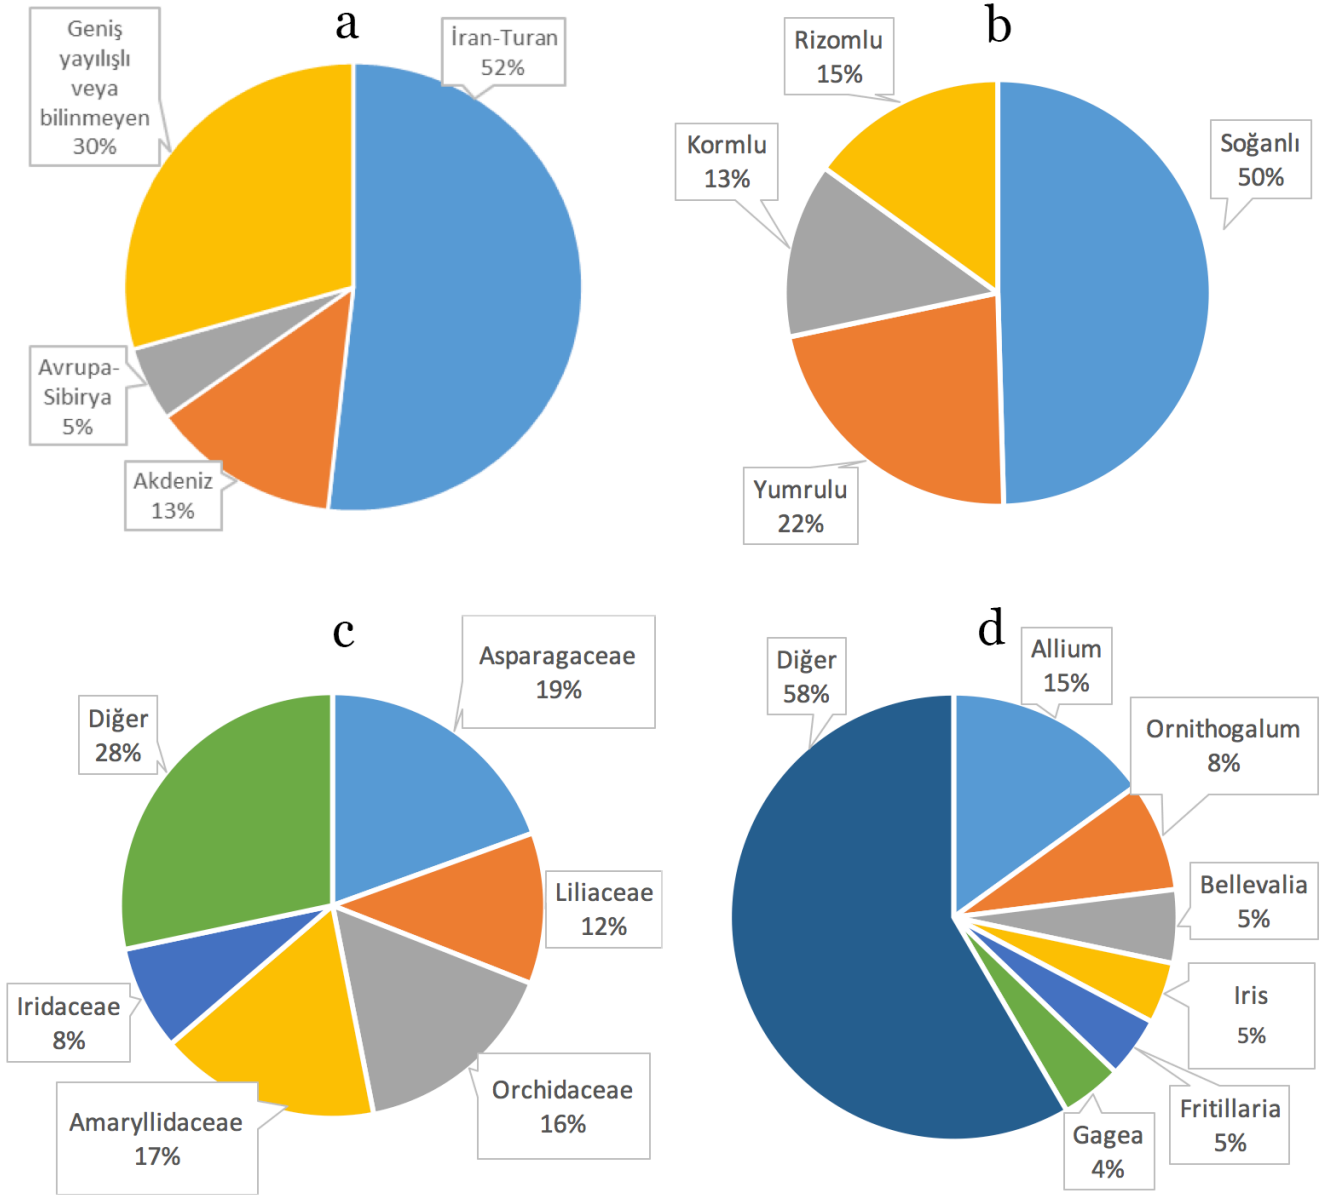 a
Geniş
yayılışlı
veya
bilinmeyen
30%
İran-Turan
52%
Avrupa-
Sibirya
5%
Akdeniz
13%
b
Rizomlu
15%
Soğanlı
50%
Kormlu
13%
Yumrulu
22%
c
Asparagaceae
19%
Diğer
28%
Liliaceae
12%
Iridaceae
8%
Orchidaceae
16%
Amaryllidaceae
17%
d
Diğer
58%
Allium
15%
Ornithogalum
8%
Bellevalia
5%
Iris
5%
Fritillaria
5%
Gagea
4%